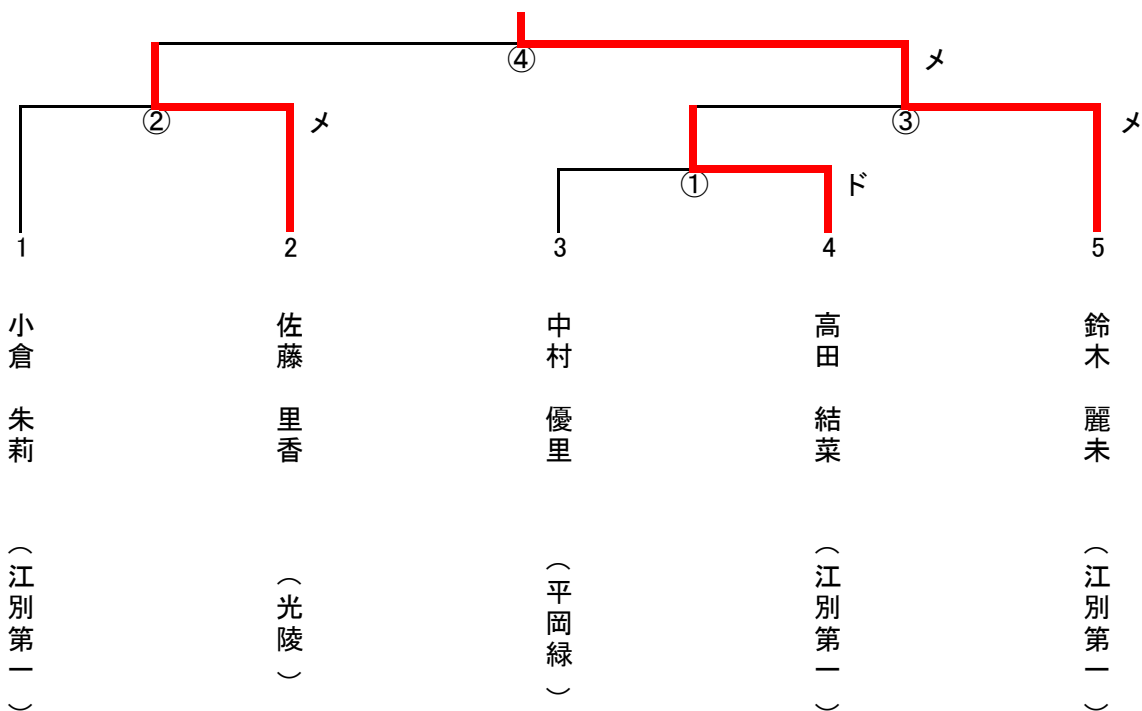 ④
メ
②
メ
③
メ
①
ド
1
2
3
4
5
小倉 朱莉 （江別第一）
佐藤 里香 （光陵）
中村 優里 （平岡緑）
高田 結菜 （江別第一）
鈴木 麗未 （江別第一）